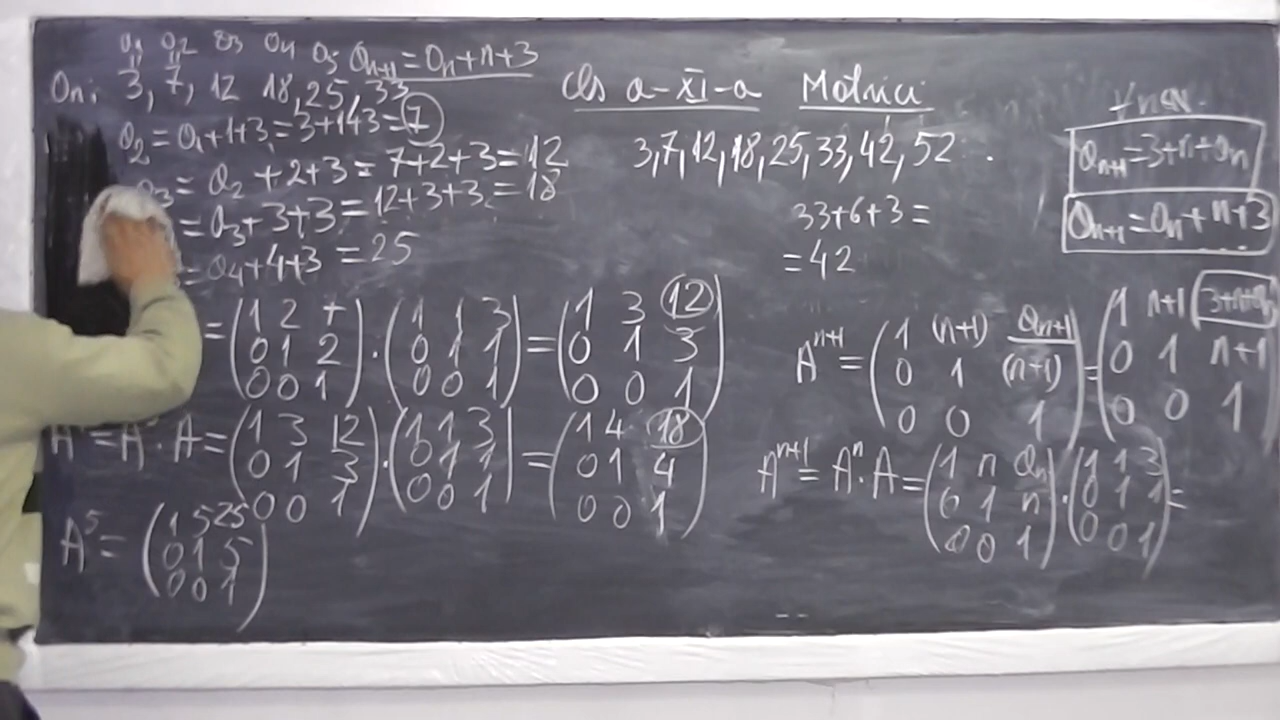 a₁ a₂ a₃ a₄ a₅ aₙ₊₁ = aₙ + n + 3
aₙ: 3, 7, 12 18, 25, 33
a₂ = a₁ + 1 + 3 = 3 + 1 + 3 = 7
a₃ = a₂ + 2 + 3 = 7 + 2 + 3 = 12
= a₃ + 3 + 3 = 12 + 3 + 3 = 18
= a₄ + 4 + 3 = 25
= (1 2 7; 0 1 2; 0 0 1) · (1 1 3; 0 1 1; 0 0 1) = (1 3 12; 0 1 3; 0 0 1)
A = A · A = (1 3 12; 0 1 3; 0 0 1) · (1 1 3; 0 1 1; 0 0 1) = (1 4 18; 0 1 4; 0 0 1)
A⁵ = (1 5 25; 0 1 5; 0 0 1)
Cls a-XI-a Matrici
3, 7, 12, 18, 25, 33, 42, 52 .
33 + 6 + 3 =
= 42
∀ n∈N.
aₙ₊₁ = 3 + n + aₙ
aₙ₊₁ = aₙ + n + 3
Aⁿ⁺¹ = (1 (n+1) aₙ₊₁; 0 1 (n+1); 0 0 1) = (1 n+1 3+n+aₙ; 0 1 n+1; 0 0 1)
Aⁿ⁺¹ = Aⁿ · A = (1 n aₙ; 0 1 n; 0 0 1) · (1 1 3; 0 1 1; 0 0 1) =